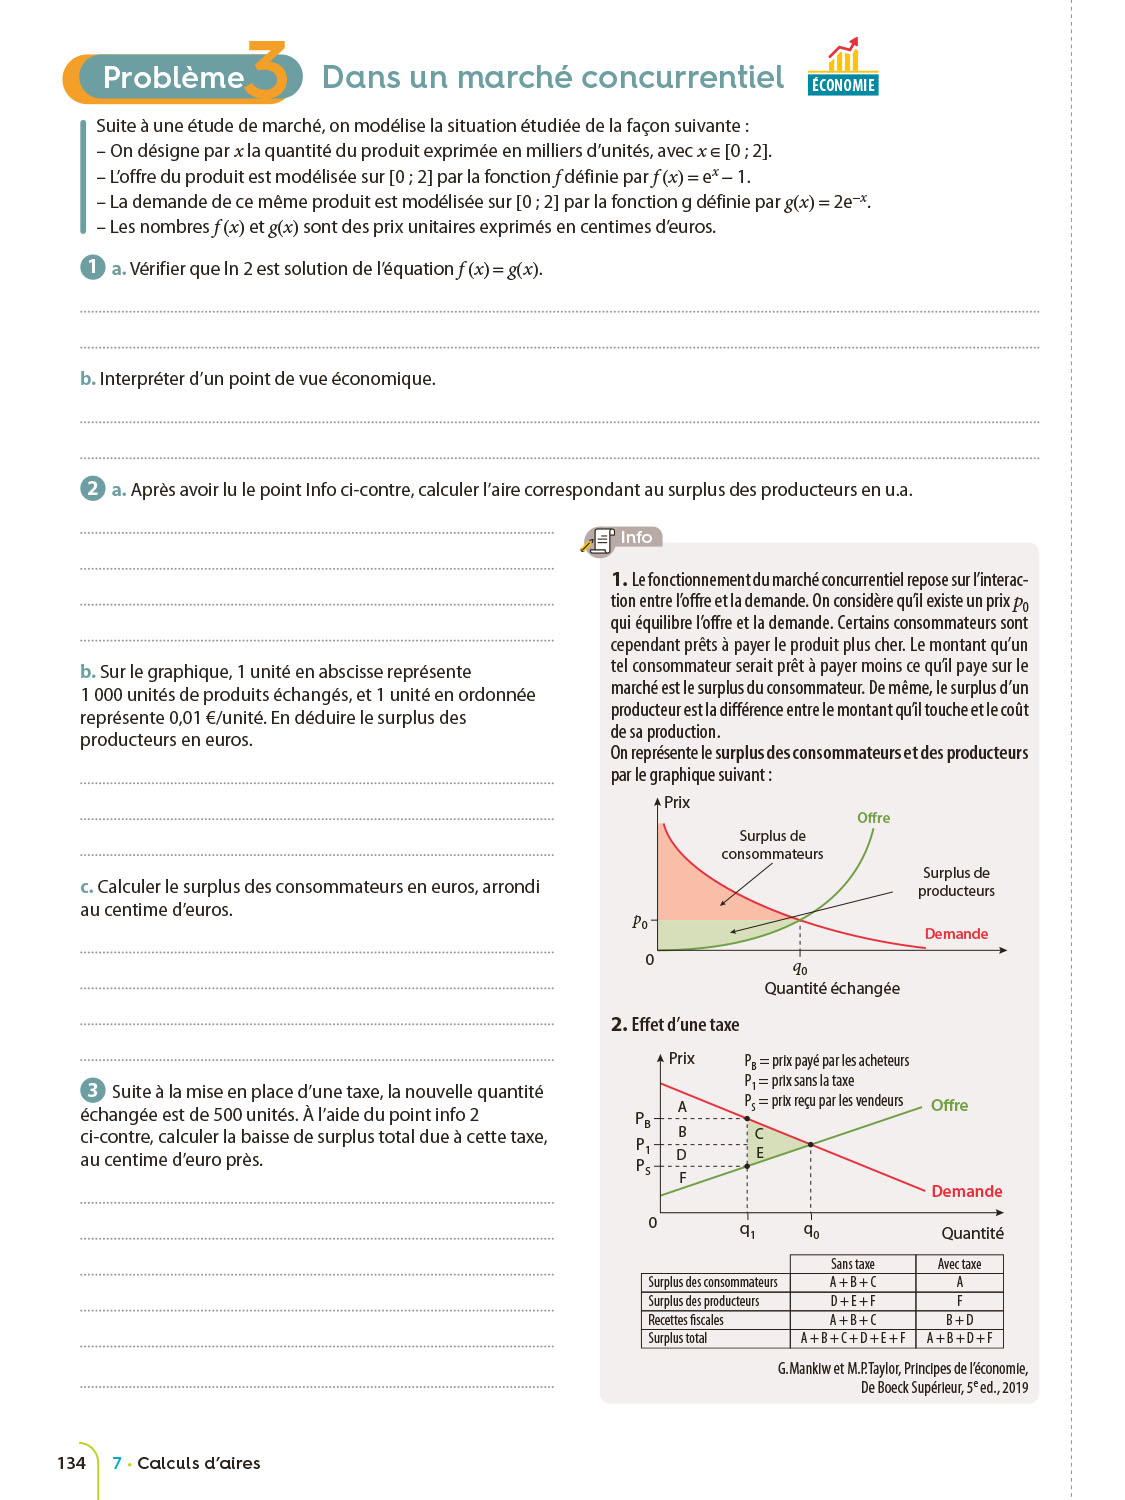 Problème 3 Dans un marché concurrentiel
ÉCONOMIE
Suite à une étude de marché, on modélise la situation étudiée de la façon suivante :
– On désigne par x la quantité du produit exprimée en milliers d'unités, avec x ∈ [0 ; 2].
– L'offre du produit est modélisée sur [0 ; 2] par la fonction f définie par f (x) = eˣ – 1.
– La demande de ce même produit est modélisée sur [0 ; 2] par la fonction g définie par g(x) = 2e⁻ˣ.
– Les nombres f (x) et g(x) sont des prix unitaires exprimés en centimes d'euros.
1 a. Vérifier que ln 2 est solution de l'équation f (x) = g(x).
b. Interpréter d'un point de vue économique.
2 a. Après avoir lu le point Info ci-contre, calculer l'aire correspondant au surplus des producteurs en u.a.
b. Sur le graphique, 1 unité en abscisse représente
1 000 unités de produits échangés, et 1 unité en ordonnée
représente 0,01 €/unité. En déduire le surplus des
producteurs en euros.
c. Calculer le surplus des consommateurs en euros, arrondi
au centime d'euros.
3 Suite à la mise en place d'une taxe, la nouvelle quantité
échangée est de 500 unités. À l'aide du point info 2
ci-contre, calculer la baisse de surplus total due à cette taxe,
au centime d'euro près.
Info
1. Le fonctionnement du marché concurrentiel repose sur l'interac-
tion entre l'offre et la demande. On considère qu'il existe un prix p₀
qui équilibre l'offre et la demande. Certains consommateurs sont
cependant prêts à payer le produit plus cher. Le montant qu'un
tel consommateur serait prêt à payer moins ce qu'il paye sur le
marché est le surplus du consommateur. De même, le surplus d'un
producteur est la différence entre le montant qu'il touche et le coût
de sa production.
On représente le surplus des consommateurs et des producteurs
par le graphique suivant :
Prix
Offre
Surplus de
consommateurs
Surplus de
producteurs
p₀
Demande
0
q₀
Quantité échangée
2. Effet d'une taxe
Prix
P_B = prix payé par les acheteurs
P₁ = prix sans la taxe
P_S = prix reçu par les vendeurs
Offre
A
P_B
B
C
P₁
D
E
P_S
F
Demande
0
q₁
q₀
Quantité
Sans taxe Avec taxe
Surplus des consommateurs A + B + C A
Surplus des producteurs D + E + F F
Recettes fiscales A + B + C B + D
Surplus total A + B + C + D + E + F A + B + D + F
G. Mankiw et M.P. Taylor, Principes de l'économie,
De Boeck Supérieur, 5ᵉ ed., 2019
134 7 • Calculs d'aires